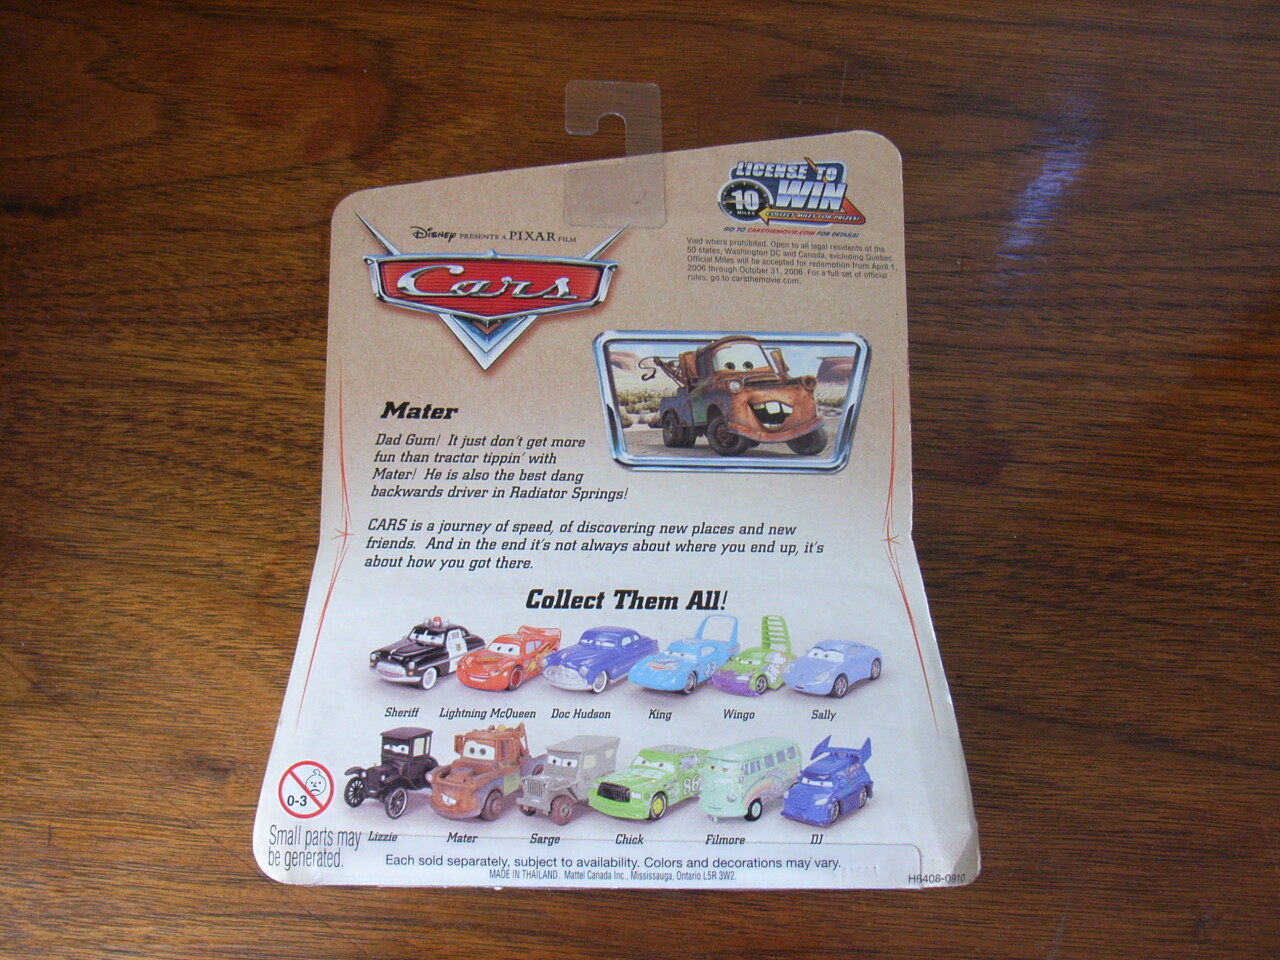 LICENSE TO
WIN
10
MILES
COLLECT MILES FOR PRIZES!
GO TO CARSTHEMOVIE.COM FOR DETAILS!
Void where prohibited. Open to all legal residents of the
50 states, Washington DC and Canada, excluding Quebec.
Official Miles will be accepted for redemption from April 1,
2006 through October 31, 2006. For a full set of official
rules, go to carsthemovie.com.
DISNEY PRESENTS A PIXAR FILM
Cars
Mater
Dad Gum! It just don't get more
fun than tractor tippin' with
Mater! He is also the best dang
backwards driver in Radiator Springs!
CARS is a journey of speed, of discovering new places and new
friends. And in the end it's not always about where you end up, it's
about how you got there.
Collect Them All!
Sheriff Lightning McQueen Doc Hudson King Wingo Sally
86
0-3
Lizzie Mater Sarge Chick Filmore DJ
Small parts may
be generated.
Each sold separately, subject to availability. Colors and decorations may vary.
MADE IN THAILAND. Mattel Canada Inc., Mississauga, Ontario L5R 3W2.
H6408-0910